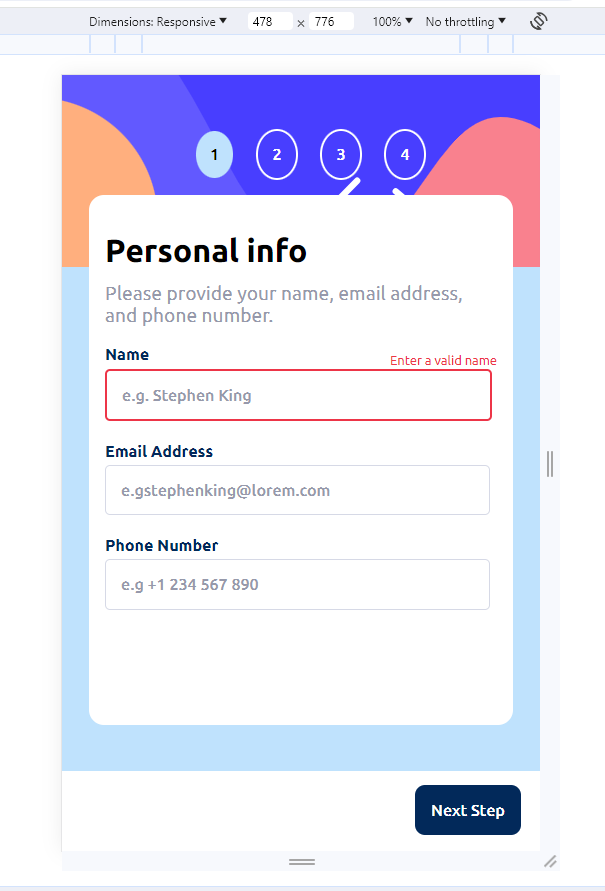 Dimensions: Responsive 478 × 776 100% No throttling
1 2 3 4
Personal info
Please provide your name, email address,
and phone number.
Name
Enter a valid name
e.g. Stephen King
Email Address
e.gstephenking@lorem.com
Phone Number
e.g +1 234 567 890
Next Step